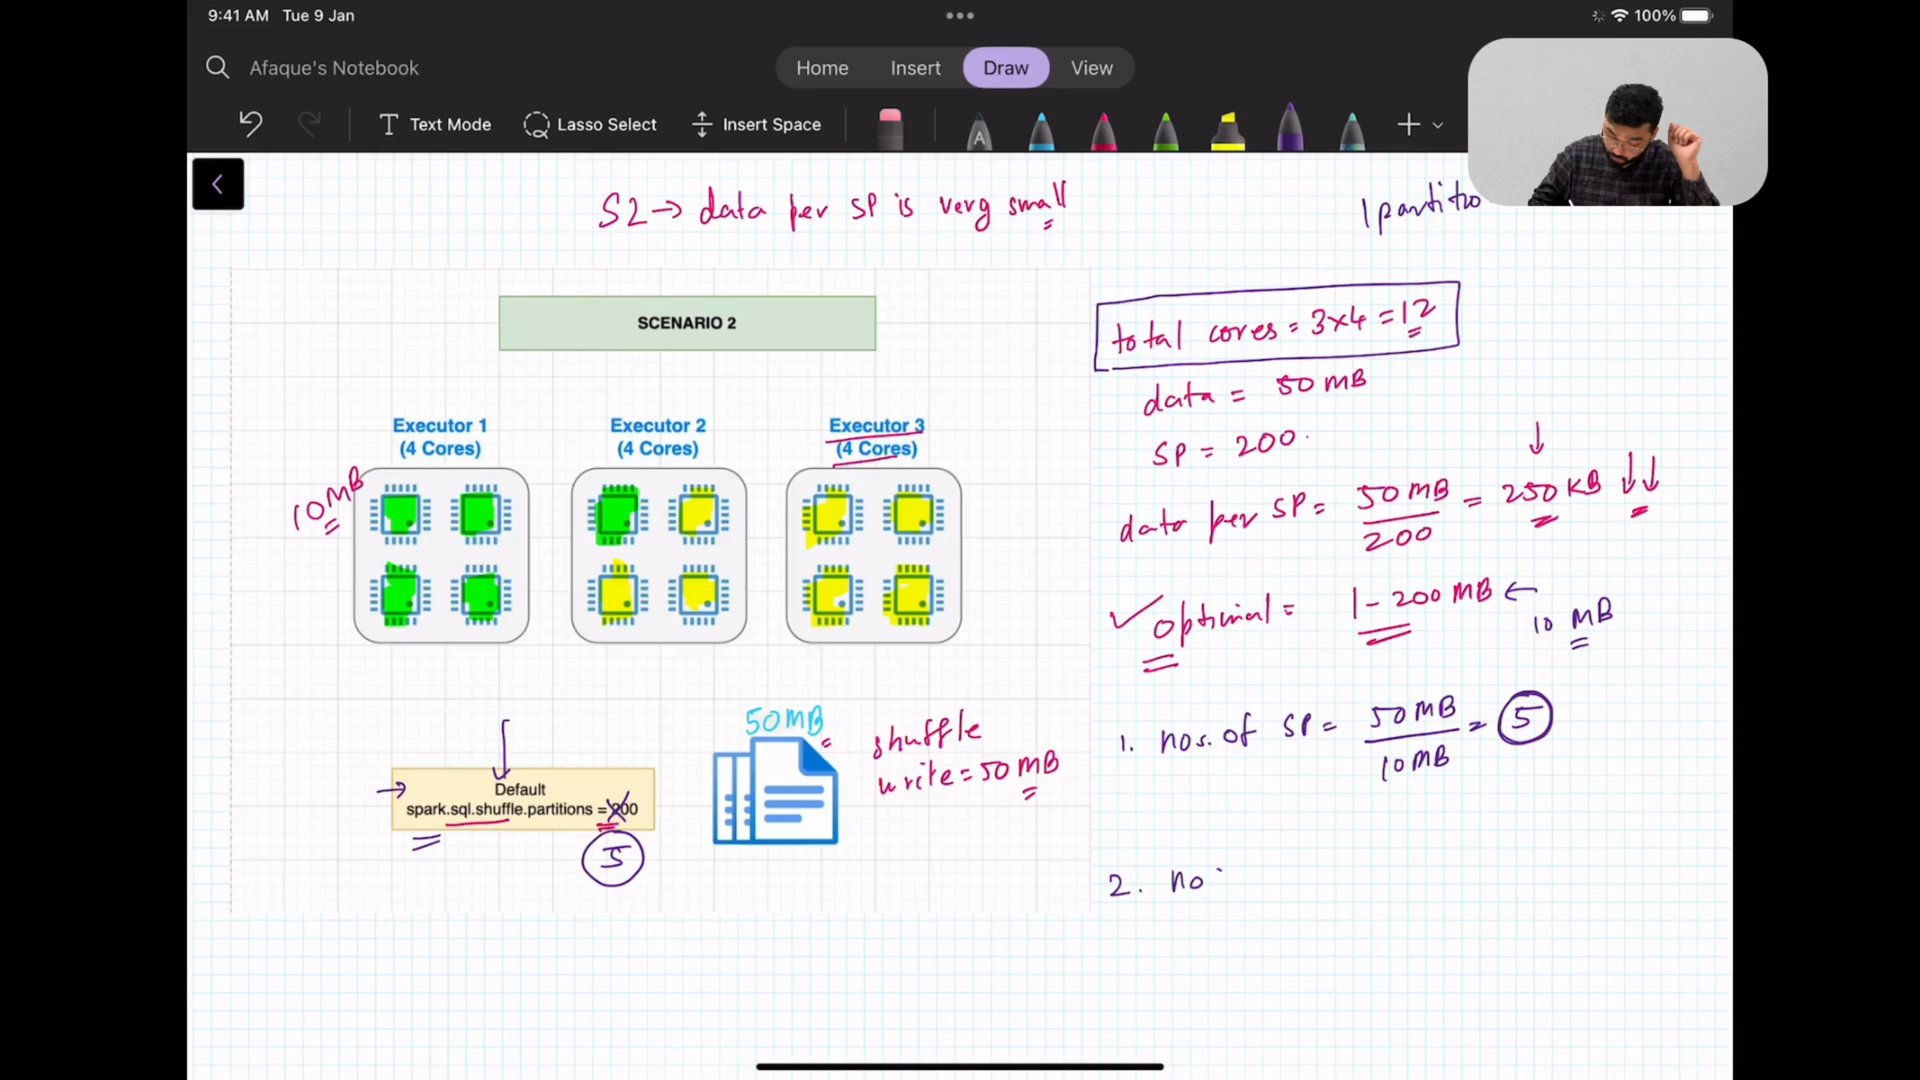 9:41 AM Tue 9 Jan
100%
Afaque's Notebook
Home Insert Draw View
Text Mode Lasso Select Insert Space
A
S2 → data per SP is very small
1 partitio
SCENARIO 2
Executor 1
(4 Cores)
Executor 2
(4 Cores)
Executor 3
(4 Cores)
10MB
Default
spark.sql.shuffle.partitions = 200
5
50MB
shuffle
write = 50 MB
total cores = 3x4 = 12
data = 50 MB
SP = 200.
data per SP = 50 MB / 200 = 250 KB ↓↓
✓ optimal = 1 - 200 MB ←
10 MB
1. nos. of SP = 50 MB / 10 MB = 5
2. no